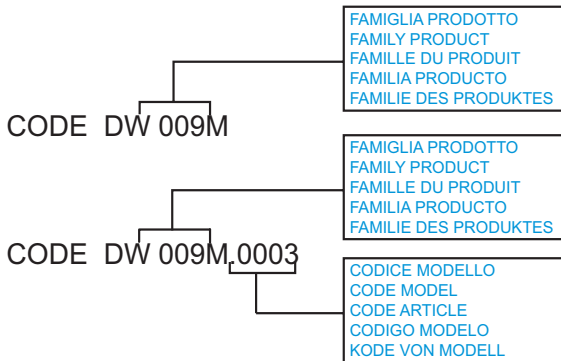 FAMIGLIA PRODOTTO
FAMILY PRODUCT
FAMILLE DU PRODUIT
FAMILIA PRODUCTO
FAMILIE DES PRODUKTES
CODE DW 009M
FAMIGLIA PRODOTTO
FAMILY PRODUCT
FAMILLE DU PRODUIT
FAMILIA PRODUCTO
FAMILIE DES PRODUKTES
CODE DW 009M.0003
CODICE MODELLO
CODE MODEL
CODE ARTICLE
CODIGO MODELO
KODE VON MODELL